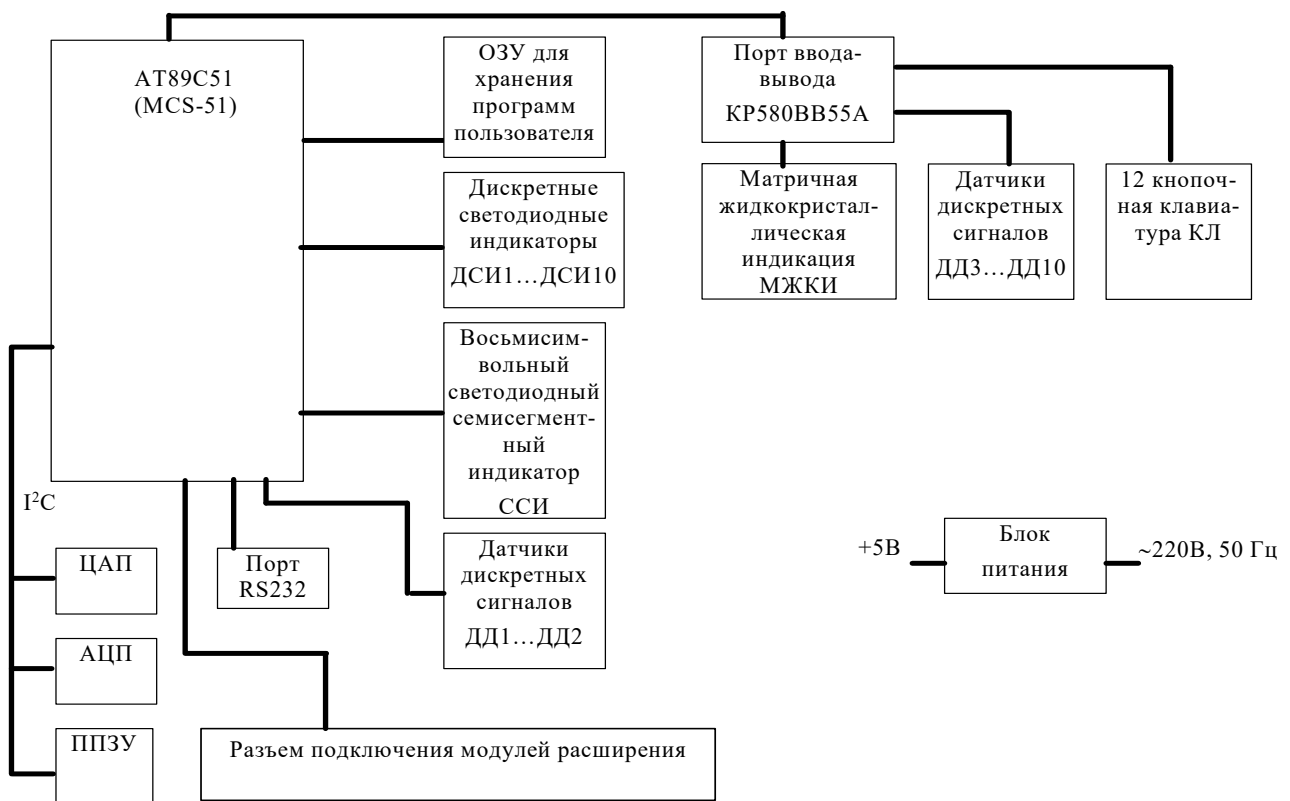 АТ89С51
(MCS-51)
ОЗУ для
хранения
программ
пользователя
Порт ввода-
вывода
КР580ВВ55А
Дискретные
светодиодные
индикаторы
ДСИ1…ДСИ10
Матричная
жидкокристал-
лическая
индикация
МЖКИ
Датчики
дискретных
сигналов
ДД3…ДД10
12 кнопоч-
ная клавиа-
тура КЛ
Восьмисим-
вольный
светодиодный
семисегмент-
ный
индикатор
ССИ
I²C
ЦАП
АЦП
ППЗУ
Порт
RS232
Датчики
дискретных
сигналов
ДД1…ДД2
Разъем подключения модулей расширения
+5В
Блок
питания
~220В, 50 Гц